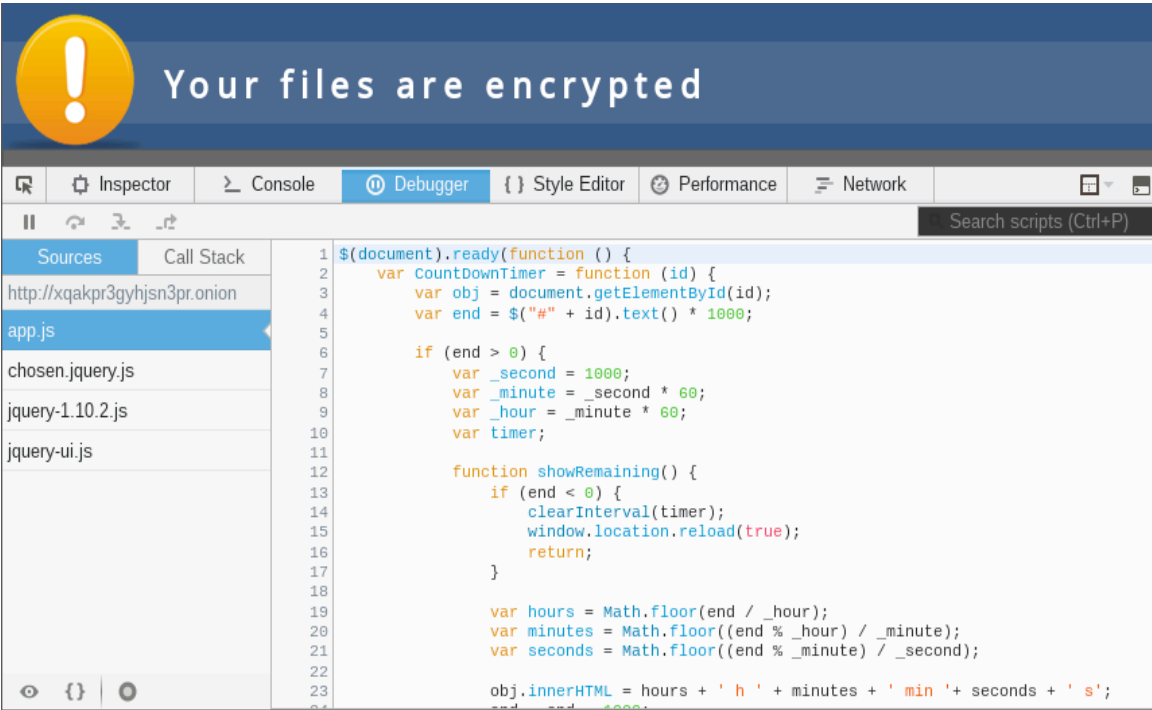 Your files are encrypted
Inspector
Console
Debugger
{ } Style Editor
Performance
Network
Search scripts (Ctrl+P)
Sources
Call Stack
http://xqakpr3gyhjsn3pr.onion
app.js
chosen.jquery.js
jquery-1.10.2.js
jquery-ui.js
1 $(document).ready(function () {
2 var CountDownTimer = function (id) {
3 var obj = document.getElementById(id);
4 var end = $("#" + id).text() * 1000;
5
6 if (end > 0) {
7 var _second = 1000;
8 var _minute = _second * 60;
9 var _hour = _minute * 60;
10 var timer;
11
12 function showRemaining() {
13 if (end < 0) {
14 clearInterval(timer);
15 window.location.reload(true);
16 return;
17 }
18
19 var hours = Math.floor(end / _hour);
20 var minutes = Math.floor((end % _hour) / _minute);
21 var seconds = Math.floor((end % _minute) / _second);
22
23 obj.innerHTML = hours + ' h ' + minutes + ' min '+ seconds + ' s';